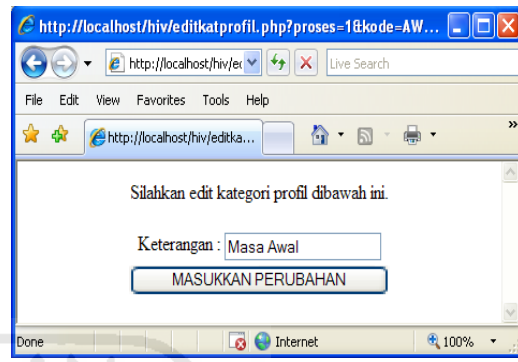 http://localhost/hiv/editkatprofil.php?proses=1&kode=AW...
http://localhost/hiv/ec Live Search
File Edit View Favorites Tools Help
http://localhost/hiv/editka... »
Silahkan edit kategori profil dibawah ini.
Keterangan : Masa Awal
MASUKKAN PERUBAHAN
Done Internet 100%